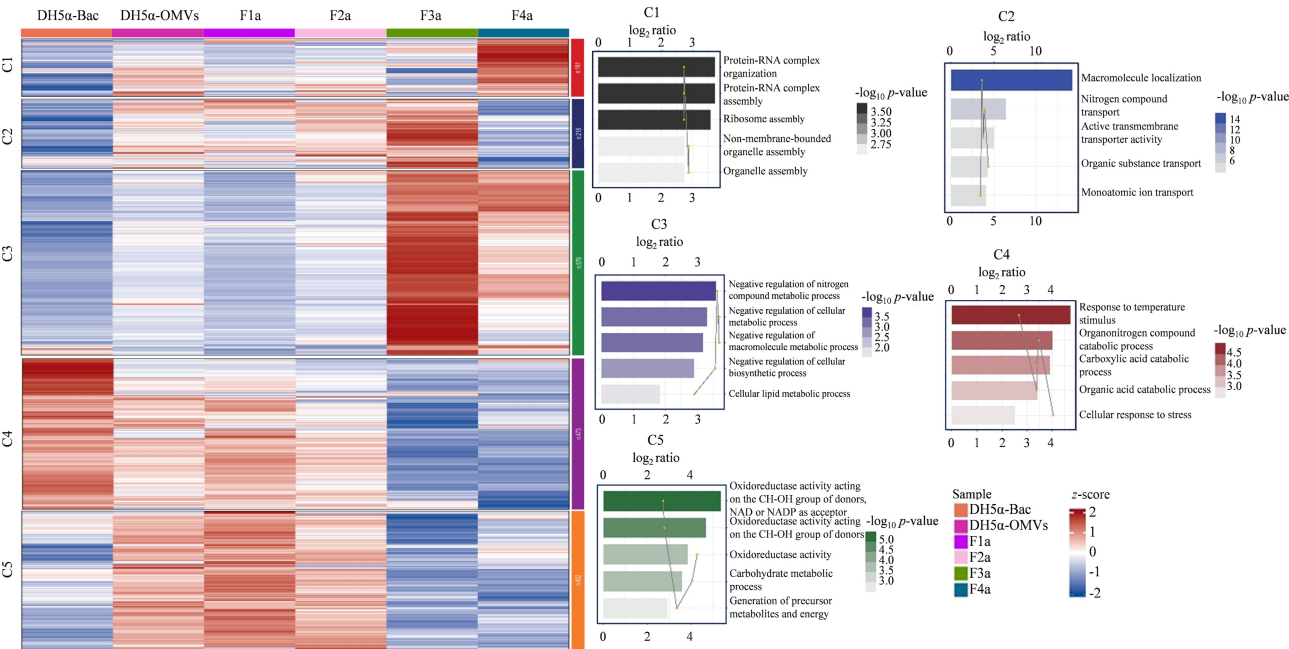 DH5α-Bac DH5α-OMVs F1a F2a F3a F4a
C1
C2
C3
C4
C5
n:181
n:218
n:576
n:473
n:452
C1
log2 ratio
0 1 2 3
Protein-RNA complex
organization
Protein-RNA complex
assembly
Ribosome assembly
Non-membrane-bounded
organelle assembly
Organelle assembly
0 1 2 3
-log10 p-value
3.50
3.25
3.00
2.75
C2
log2 ratio
0 5 10
Macromolecule localization
Nitrogen compound
transport
Active transmembrane
transporter activity
Organic substance transport
Monoatomic ion transport
0 5 10
-log10 p-value
14
12
10
8
6
C3
log2 ratio
0 1 2 3
Negative regulation of nitrogen
compound metabolic process
Negative regulation of cellular
metabolic process
Negative regulation of
macromolecule metabolic process
Negative regulation of cellular
biosynthetic process
Cellular lipid metabolic process
0 1 2 3
-log10 p-value
3.5
3.0
2.5
2.0
C4
log2 ratio
0 1 2 3 4
Response to temperature
stimulus
Organonitrogen compound
catabolic process
Carboxylic acid catabolic
process
Organic acid catabolic process
Cellular response to stress
0 1 2 3 4
-log10 p-value
4.5
4.0
3.5
3.0
C5
log2 ratio
0 2 4
Oxidoreductase activity acting
on the CH-OH group of donors,
NAD or NADP as acceptor
Oxidoreductase activity acting
on the CH-OH group of donors
Oxidoreductase activity
Carbohydrate metabolic
process
Generation of precursor
metabolites and energy
0 2 4
-log10 p-value
5.0
4.5
4.0
3.5
3.0
Sample
DH5α-Bac
DH5α-OMVs
F1a
F2a
F3a
F4a
z-score
2
1
0
-1
-2